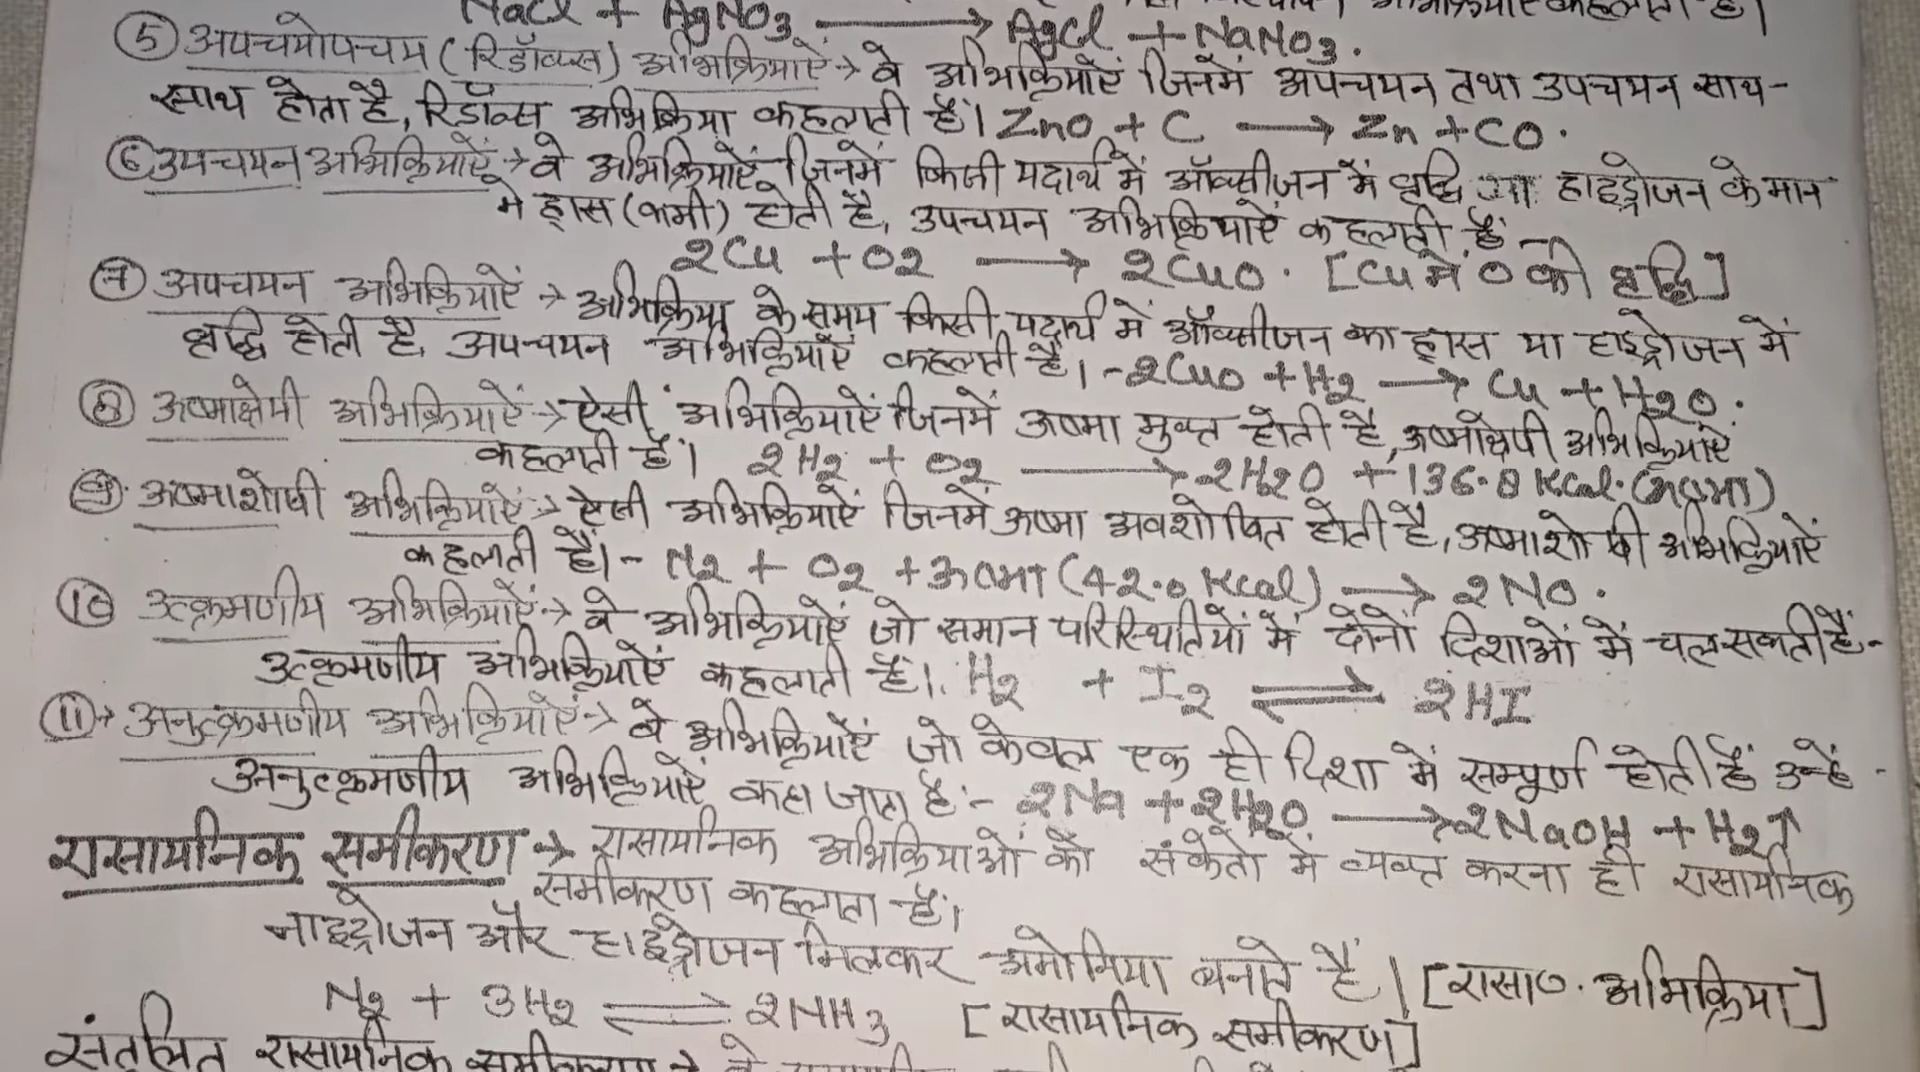 NaCl + AgNO3 ⟶ AgCl + NaNO3.
⑤ अपचयोपचय (रिडॉक्स) अभिक्रियाऐं → वे अभिक्रियाऐं जिनमें अपचयन तथा उपचयन साथ-
साथ होता है, रिडॉक्स अभिक्रिया कहलाती हैं। ZnO + C ⟶ Zn + CO.
⑥ उपचयन अभिक्रियाऐं → वे अभिक्रियाऐं जिनमें किसी पदार्थ में ऑक्सीजन में वृद्धि या हाइड्रोजन के मान
में ह्रास (कमी) होती है, उपचयन अभिक्रियाऐं कहलाती हैं -
2Cu + O2 ⟶ 2CuO. [Cu में O की वृद्धि]
⑦ अपचयन अभिक्रियाऐं → अभिक्रिया के समय किसी पदार्थ में ऑक्सीजन का ह्रास या हाइड्रोजन में
वृद्धि होती है, अपचयन अभिक्रियाऐं कहलाती हैं। - 2CuO + H2 ⟶ Cu + H2O.
⑧ ऊष्माक्षेपी अभिक्रियाऐं → ऐसी अभिक्रियाऐं जिनमें ऊष्मा मुक्त होती है, ऊष्माक्षेपी अभिक्रियाऐं
कहलाती हैं। 2H2 + O2 ⟶ 2H2O + 136.8 Kcal. (ऊष्मा)
⑨ ऊष्माशोषी अभिक्रियाऐं → ऐसी अभिक्रियाऐं जिनमें ऊष्मा अवशोषित होती है, ऊष्माशोषी अभिक्रियाऐं
कहलाती हैं। - N2 + O2 + ऊष्मा (42.0 Kcal) ⟶ 2NO.
⑩ उत्क्रमणीय अभिक्रियाऐं → वे अभिक्रियाऐं जो समान परिस्थितियों में दोनों दिशाओं में चल सकती हैं -
उत्क्रमणीय अभिक्रियाऐं कहलाती हैं। H2 + I2 ⇌ 2HI
⑪→ अनुत्क्रमणीय अभिक्रियाऐं → वे अभिक्रियाऐं जो केवल एक ही दिशा में सम्पूर्ण होती हैं उन्हें -
अनुत्क्रमणीय अभिक्रियाऐं कहा जाता है :- 2Na + 2H2O ⟶ 2NaOH + H2↑
रासायनिक समीकरण → रासायनिक अभिक्रियाओं को संकेतों में व्यक्त करना ही रासायनिक
समीकरण कहलाता है।
नाइट्रोजन और हाइड्रोजन मिलकर अमोनिया बनाते है। [रासा०. अभिक्रिया]
N2 + 3H2 ⇌ 2NH3 [रासायनिक समीकरण]
संतुलित रासायनिक समीकरण →